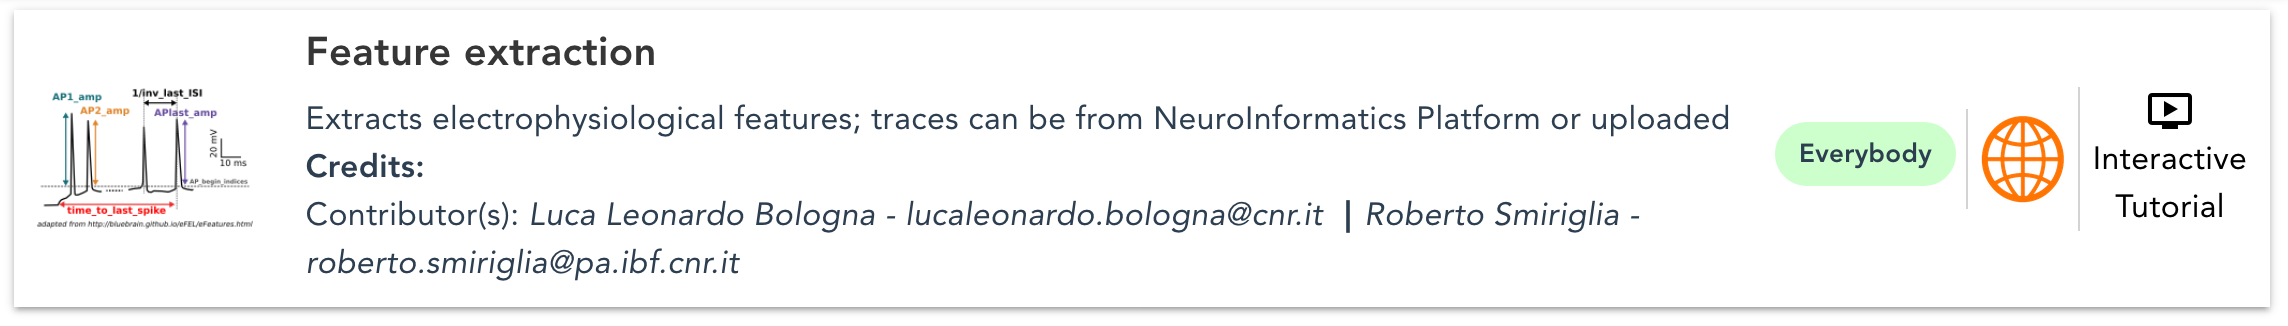 Feature extraction
AP1_amp
1/inv_last_ISI
AP2_amp
APlast_amp
20 mV
10 ms
AP_begin_indices
time_to_last_spike
adapted from http://bluebrain.github.io/eFEL/eFeatures.html
Extracts electrophysiological features; traces can be from NeuroInformatics Platform or uploaded
Credits:
Contributor(s): Luca Leonardo Bologna - lucaleonardo.bologna@cnr.it | Roberto Smiriglia -
roberto.smiriglia@pa.ibf.cnr.it
Everybody
Interactive
Tutorial